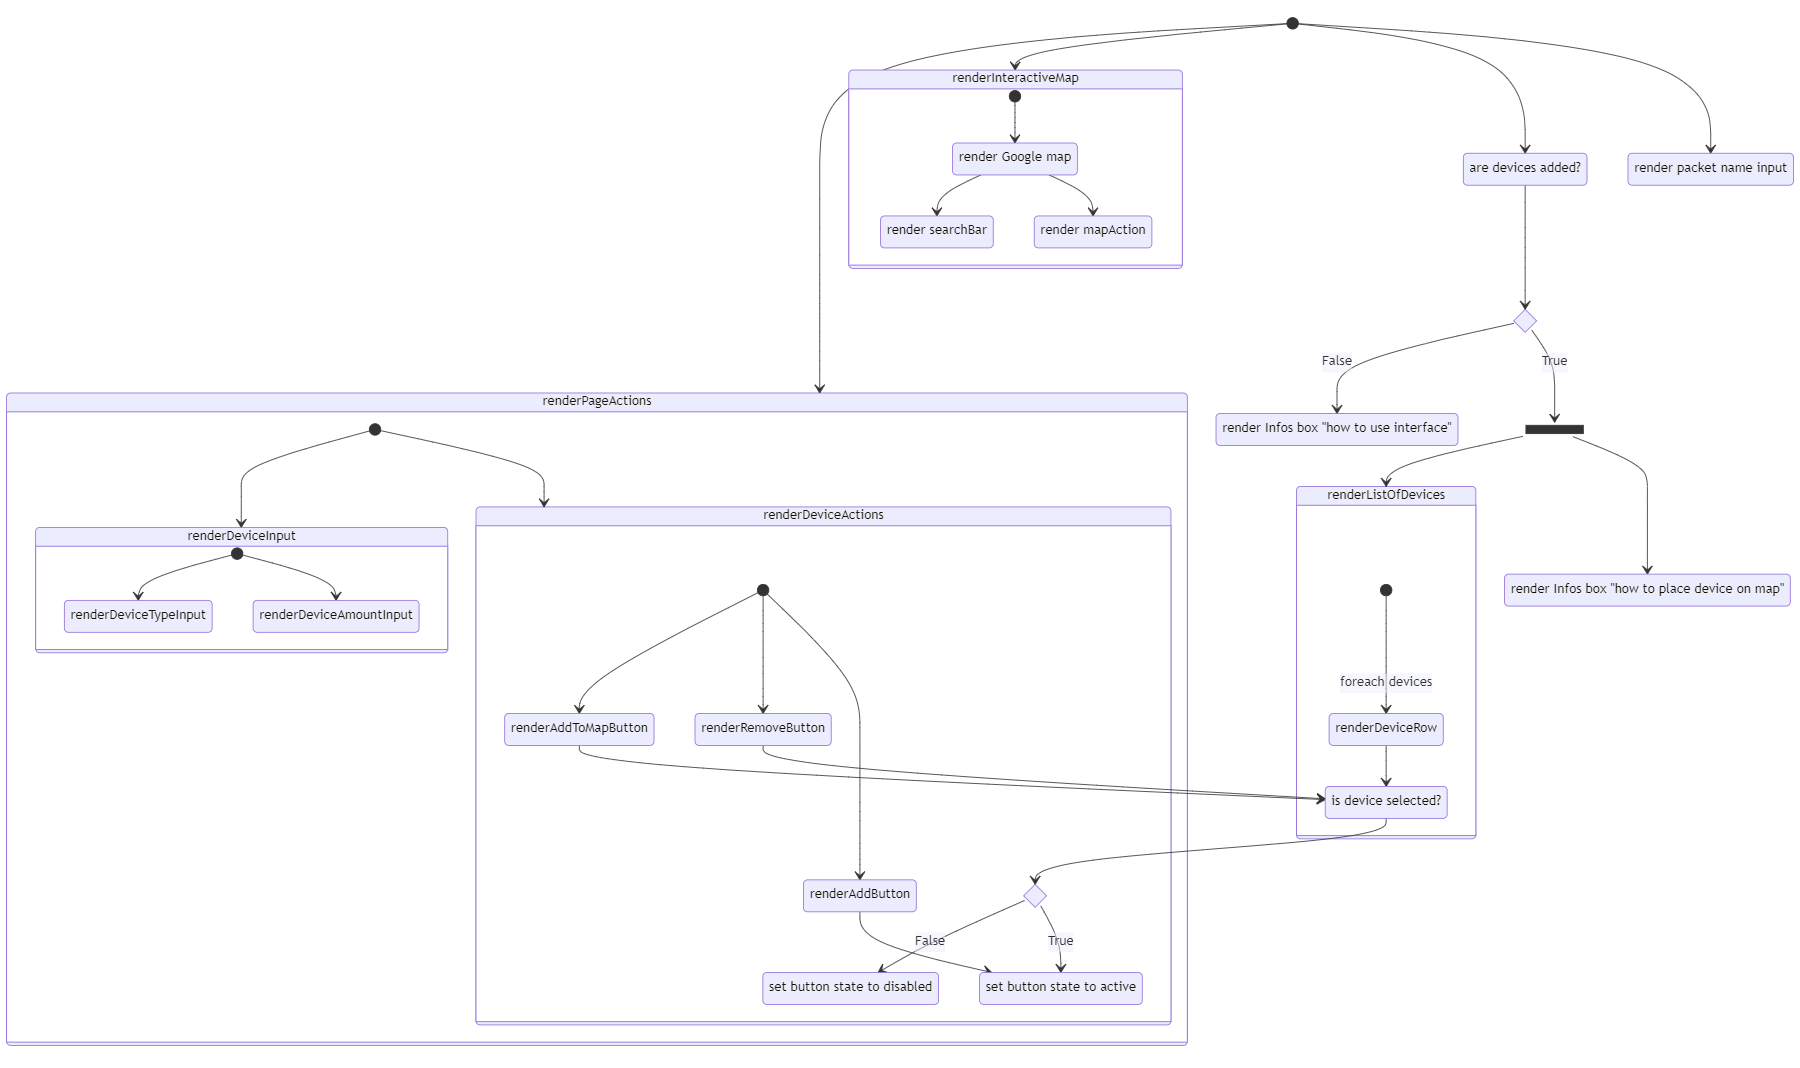 renderInteractiveMap
render Google map
are devices added?
render packet name input
render searchBar
render mapAction
False
True
renderPageActions
render Infos box "how to use interface"
renderListOfDevices
renderDeviceActions
renderDeviceInput
render Infos box "how to place device on map"
renderDeviceTypeInput
renderDeviceAmountInput
foreach devices
renderAddToMapButton
renderRemoveButton
renderDeviceRow
is device selected?
renderAddButton
False
True
set button state to disabled
set button state to active